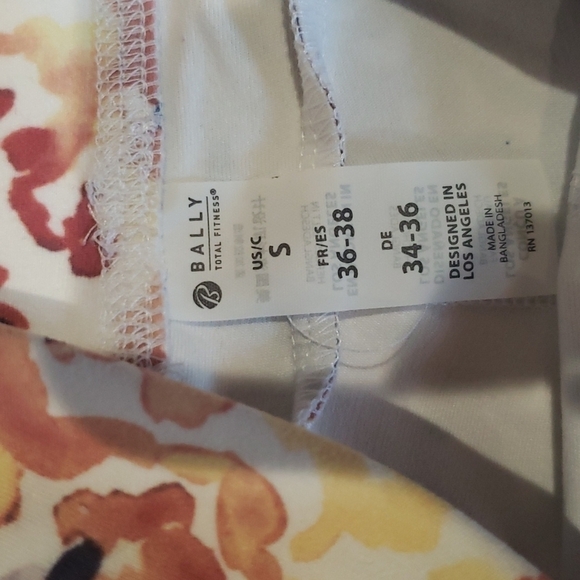 B
BALLY
TOTAL FITNESS®
US/C
S
FR/ES
36-38
DE
34-36
DESIGNED IN
LOS ANGELES
MADE IN
BANGLADESH
RN 137013